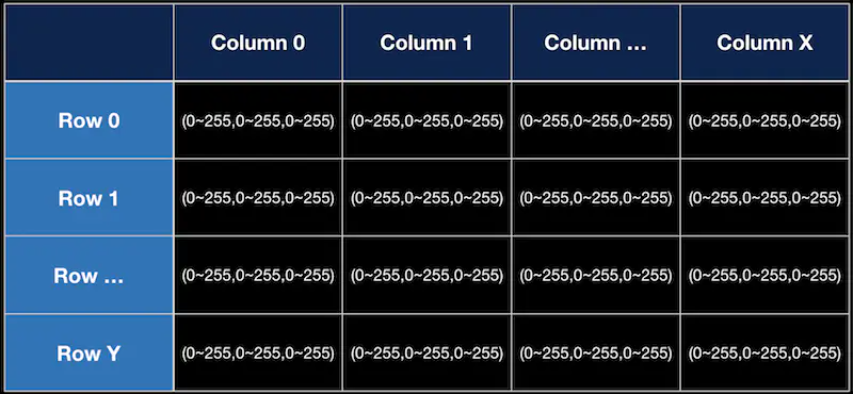 Column 0 Column 1 Column … Column X
Row 0 (0~255,0~255,0~255) (0~255,0~255,0~255) (0~255,0~255,0~255) (0~255,0~255,0~255)
Row 1 (0~255,0~255,0~255) (0~255,0~255,0~255) (0~255,0~255,0~255) (0~255,0~255,0~255)
Row … (0~255,0~255,0~255) (0~255,0~255,0~255) (0~255,0~255,0~255) (0~255,0~255,0~255)
Row Y (0~255,0~255,0~255) (0~255,0~255,0~255) (0~255,0~255,0~255) (0~255,0~255,0~255)